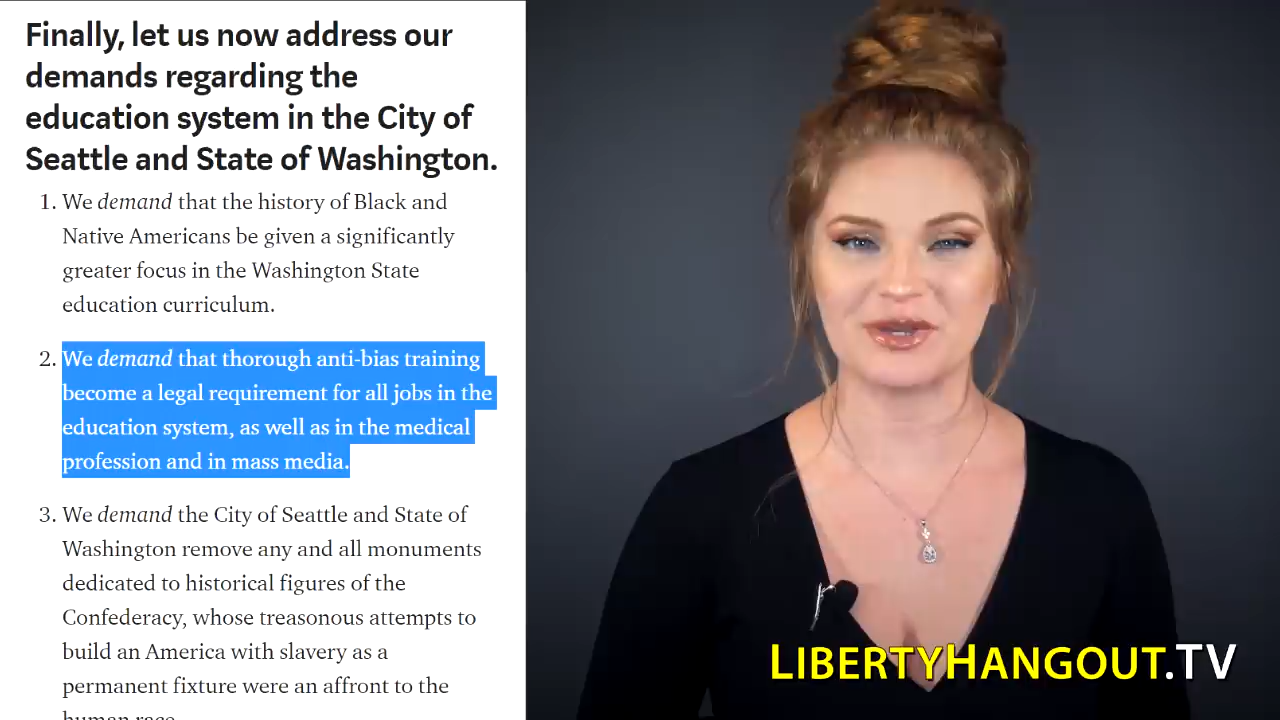 Finally, let us now address our
demands regarding the
education system in the City of
Seattle and State of Washington.
1. We demand that the history of Black and
Native Americans be given a significantly
greater focus in the Washington State
education curriculum.
2. We demand that thorough anti-bias training
become a legal requirement for all jobs in the
education system, as well as in the medical
profession and in mass media.
3. We demand the City of Seattle and State of
Washington remove any and all monuments
dedicated to historical figures of the
Confederacy, whose treasonous attempts to
build an America with slavery as a
permanent fixture were an affront to the
human race.
LIBERTYHANGOUT.TV